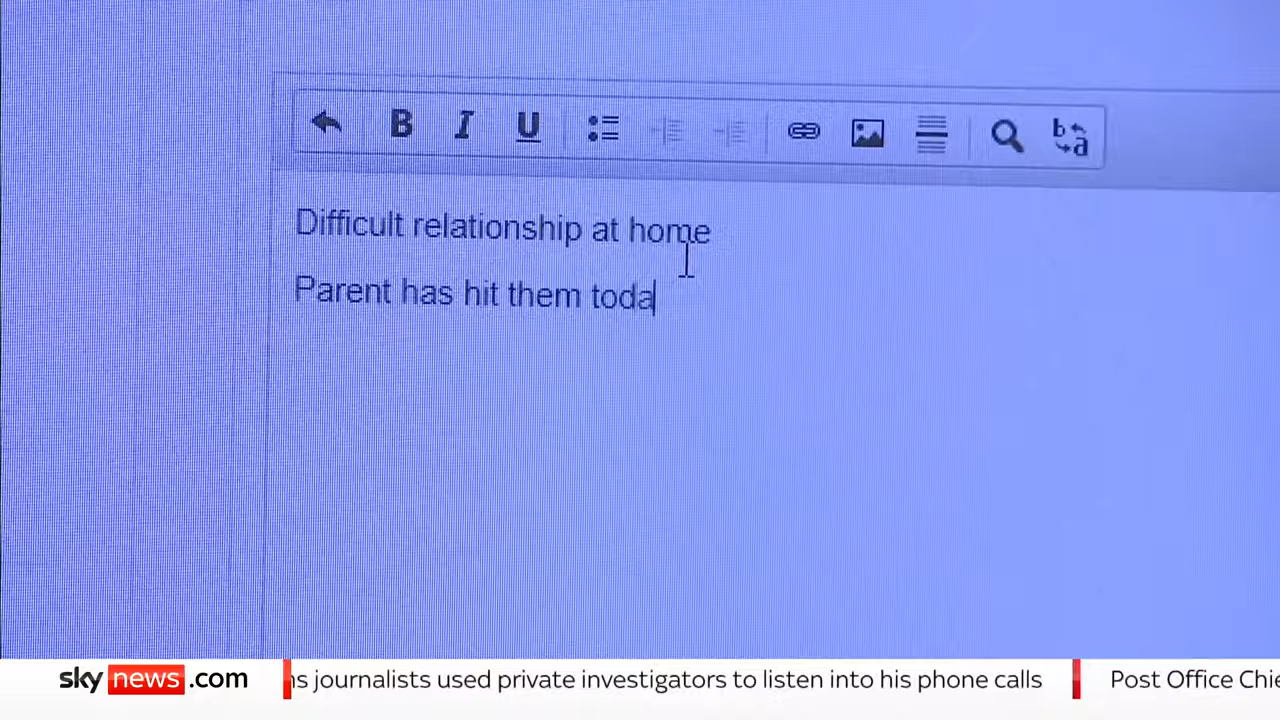 B I U
Difficult relationship at home
Parent has hit them toda
sky news .com
s journalists used private investigators to listen into his phone calls
Post Office Chi